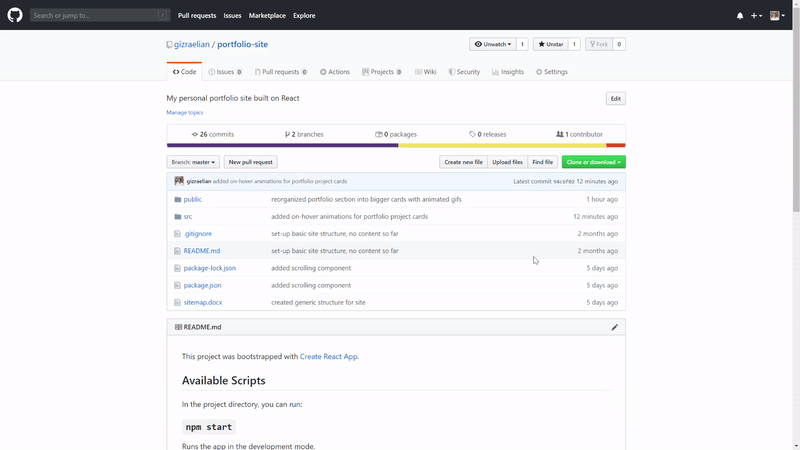 Search or jump to... /
Pull requests Issues Marketplace Explore
gizraelian / portfolio-site
Unwatch 1 Unstar 1 Fork 0
Code Issues 0 Pull requests 0 Actions Projects 0 Wiki Security Insights Settings
My personal portfolio site built on React Edit
Manage topics
26 commits 2 branches 0 packages 0 releases 1 contributor
Branch: master New pull request Create new file Upload files Find file Clone or download
gizraelian added on-hover animations for portfolio project cards Latest commit 12 minutes ago
public reorganized portfolio section into bigger cards with animated gifs 1 hour ago
src added on-hover animations for portfolio project cards 12 minutes ago
.gitignore set-up basic site structure, no content so far 2 months ago
README.md set-up basic site structure, no content so far 2 months ago
package-lock.json added scrolling component 5 days ago
package.json added scrolling component 5 days ago
sitemap.docx created generic structure for site 5 days ago
README.md
This project was bootstrapped with Create React App.
Available Scripts
In the project directory, you can run:
npm start
Runs the app in the development mode.